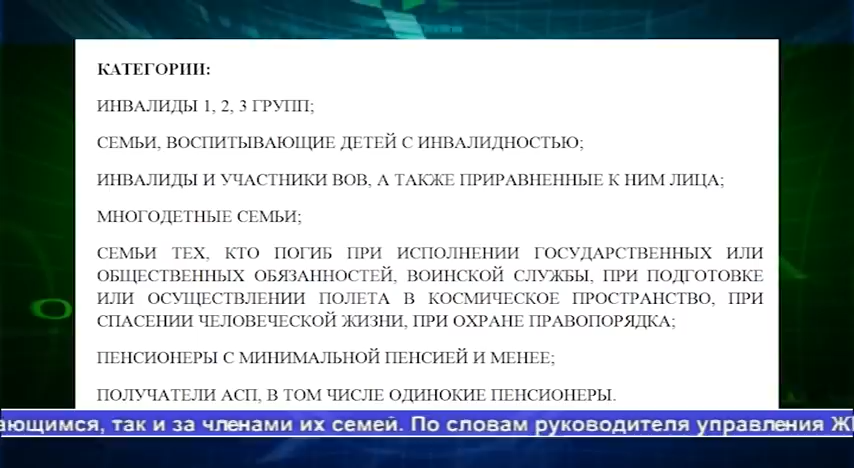 КАТЕГОРИИ:
ИНВАЛИДЫ 1, 2, 3 ГРУПП;
СЕМЬИ, ВОСПИТЫВАЮЩИЕ ДЕТЕЙ С ИНВАЛИДНОСТЬЮ;
ИНВАЛИДЫ И УЧАСТНИКИ ВОВ, А ТАКЖЕ ПРИРАВНЕННЫЕ К НИМ ЛИЦА;
МНОГОДЕТНЫЕ СЕМЬИ;
СЕМЬИ ТЕХ, КТО ПОГИБ ПРИ ИСПОЛНЕНИИ ГОСУДАРСТВЕННЫХ ИЛИ
ОБЩЕСТВЕННЫХ ОБЯЗАННОСТЕЙ, ВОИНСКОЙ СЛУЖБЫ, ПРИ ПОДГОТОВКЕ
ИЛИ ОСУЩЕСТВЛЕНИИ ПОЛЕТА В КОСМИЧЕСКОЕ ПРОСТРАНСТВО, ПРИ
СПАСЕНИИ ЧЕЛОВЕЧЕСКОЙ ЖИЗНИ, ПРИ ОХРАНЕ ПРАВОПОРЯДКА;
ПЕНСИОНЕРЫ С МИНИМАЛЬНОЙ ПЕНСИЕЙ И МЕНЕЕ;
ПОЛУЧАТЕЛИ АСП, В ТОМ ЧИСЛЕ ОДИНОКИЕ ПЕНСИОНЕРЫ.
ающимся, так и за членами их семей. По словам руководителя управления